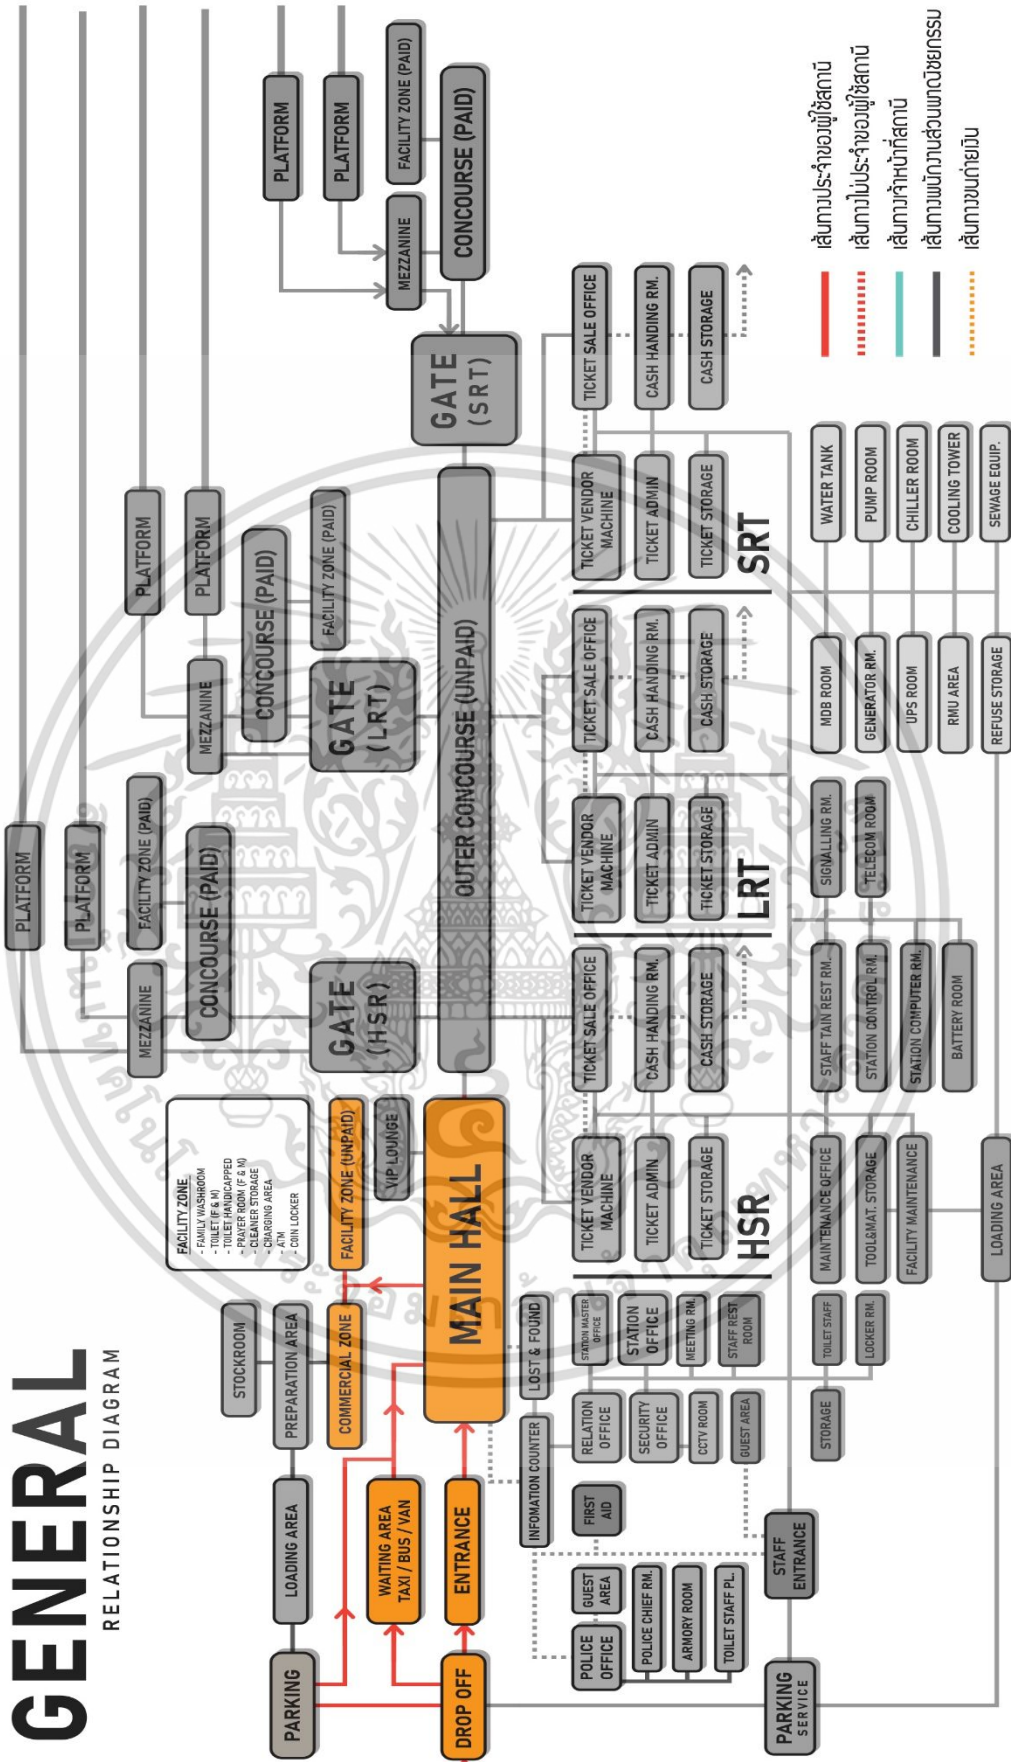 GENERAL
RELATIONSHIP DIAGRAM
FACILITY ZONE
- FAMILY WASHROOM
- TOILET (F & M)
- TOILET HANDICAPPED
- PRAYER ROOM (F & M)
- CLEANER STORAGE
- CHARGING AREA
- ATM
- COIN LOCKER
PARKING
LOADING AREA
STOCKROOM
PREPARATION AREA
COMMERCIAL ZONE
FACILITY ZONE (UNPAID)
VIP LOUNGE
WAITING AREA
TAXI / BUS / VAN
DROP OFF
ENTRANCE
MAIN HALL
PLATFORM
PLATFORM
MEZZANINE
FACILITY ZONE (PAID)
CONCOURSE (PAID)
GATE
(HSR)
PLATFORM
PLATFORM
MEZZANINE
CONCOURSE (PAID)
FACILITY ZONE (PAID)
GATE
(LRT)
OUTER CONCOURSE (UNPAID)
PLATFORM
PLATFORM
MEZZANINE
FACILITY ZONE (PAID)
CONCOURSE (PAID)
GATE
(SRT)
INFOMATION COUNTER
LOST & FOUND
POLICE
OFFICE
GUEST
AREA
POLICE CHIEF RM.
ARMORY ROOM
TOILET STAFF PL.
FIRST
AID
PARKING
SERVICE
STAFF
ENTRANCE
RELATION
OFFICE
STATION MASTER
OFFICE
SECURITY
OFFICE
STATION
OFFICE
CCTV ROOM
MEETING RM.
GUEST AREA
STAFF REST
ROOM
STORAGE
TOILET STAFF
LOCKER RM.
TICKET VENDOR
MACHINE
TICKET SALE OFFICE
TICKET ADMIN
CASH HANDING RM.
TICKET STORAGE
CASH STORAGE
HSR
TICKET VENDOR
MACHINE
TICKET SALE OFFICE
TICKET ADMIN
CASH HANDING RM.
TICKET STORAGE
CASH STORAGE
LRT
TICKET VENDOR
MACHINE
TICKET SALE OFFICE
TICKET ADMIN
CASH HANDING RM.
TICKET STORAGE
CASH STORAGE
SRT
MAINTENANCE OFFICE
STAFF TAIN REST RM.
SIGNALLING RM.
TOOL&MAT. STORAGE
STATION CONTROL RM.
TELECOM ROOM
FACILITY MAINTENANCE
STATION COMPUTER RM.
BATTERY ROOM
LOADING AREA
MDB ROOM
WATER TANK
GENERATOR RM.
PUMP ROOM
UPS ROOM
CHILLER ROOM
RMU AREA
COOLING TOWER
REFUSE STORAGE
SEWAGE EQUIP.
เส้นทางประจำของผู้ใช้สถานี
เส้นทางไม่ประจำของผู้ใช้สถานี
เส้นทางเจ้าหน้าที่สถานี
เส้นทางพนักงานส่วนพาณิชยกรรม
เส้นทางขนถ่ายเงิน